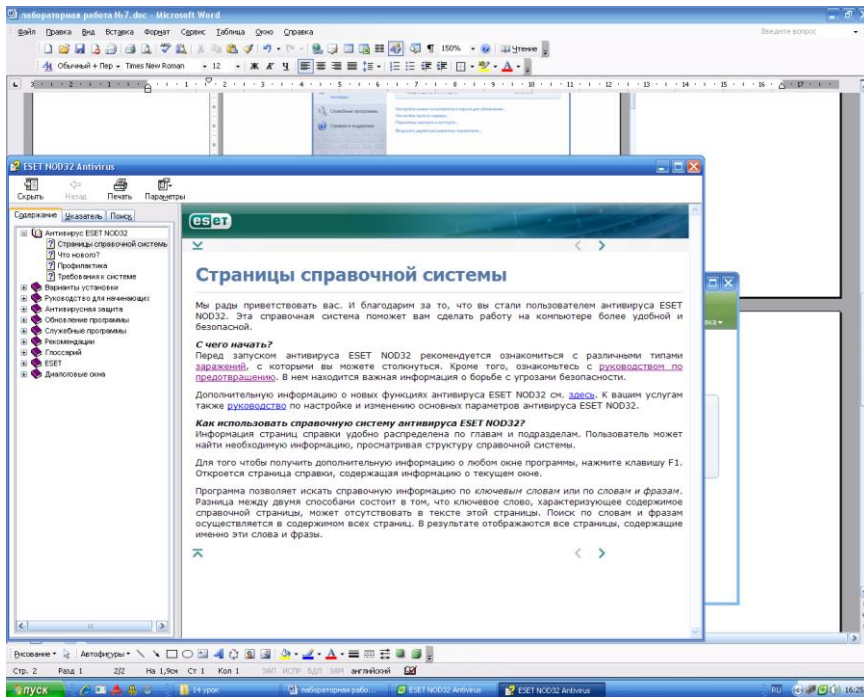 лабораторная работа №7.doc - Microsoft Word
Файл Правка Вид Вставка Формат Сервис Таблица Окно Справка
Введите вопрос
150% Чтение
Обычный + Пер Times New Roman 12 Ж К Ч
Служебные программы
Справка и поддержка
ESET NOD32 Antivirus
Скрыть Назад Печать Параметры
Содержание Указатель Поиск
Антивирус ESET NOD32
Страницы справочной системы
Что нового?
Профилактика
Требования к системе
Варианты установки
Руководство для начинающих
Антивирусная защита
Обновление программы
Служебные программы
Рекомендации
Глоссарий
ESET
Диалоговые окна
eset
Страницы справочной системы
Мы рады приветствовать вас. И благодарим за то, что вы стали пользователем антивируса ESET
NOD32. Эта справочная система поможет вам сделать работу на компьютере более удобной и
безопасной.
С чего начать?
Перед запуском антивируса ESET NOD32 рекомендуется ознакомиться с различными типами
заражений, с которыми вы можете столкнуться. Кроме того, ознакомьтесь с руководством по
предотвращению. В нем находится важная информация о борьбе с угрозами безопасности.
Дополнительную информацию о новых функциях антивируса ESET NOD32 см. здесь. К вашим услугам
также руководство по настройке и изменению основных параметров антивируса ESET NOD32.
Как использовать справочную систему антивируса ESET NOD32?
Информация страниц справки удобно распределена по главам и подразделам. Пользователь может
найти необходимую информацию, просматривая структуру справочной системы.
Для того чтобы получить дополнительную информацию о любом окне программы, нажмите клавишу F1.
Откроется страница справки, содержащая информацию о текущем окне.
Программа позволяет искать справочную информацию по ключевым словам или по словам и фразам.
Разница между двумя способами состоит в том, что ключевое слово, характеризующее содержимое
справочной страницы, может отсутствовать в тексте этой страницы. Поиск по словам и фразам
осуществляется в содержимом всех страниц. В результате отображаются все страницы, содержащие
именно эти слова и фразы.
Рисование Автофигуры
Стр. 2 Разд 1 2/2 На 1,9см Ст 1 Кол 1 ЗАП ИСПР ВДЛ ЗАМ английский
пуск 14 урок лабораторная рабо... ESET NOD32 Antivirus ESET NOD32 Antivirus RU 16:25